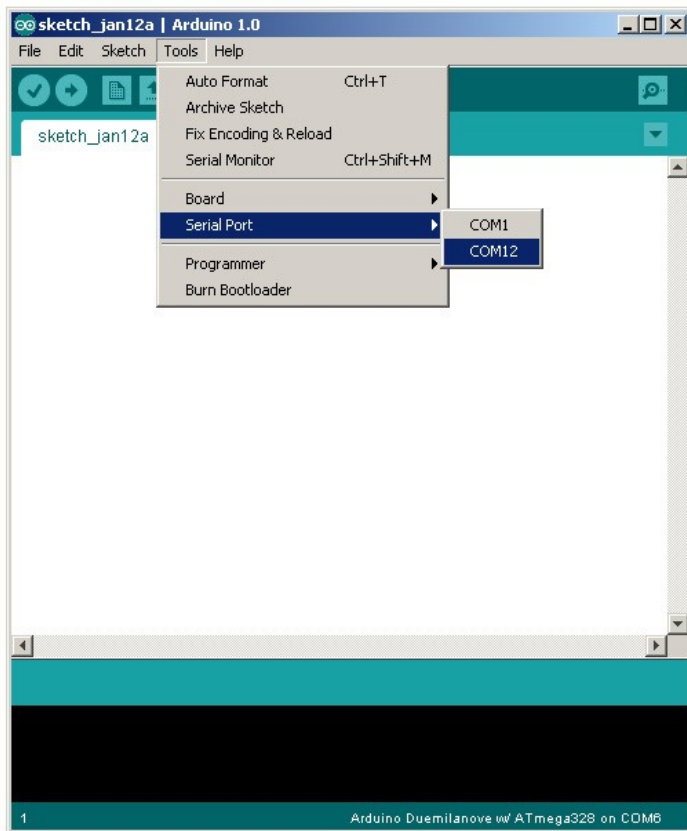 sketch_jan12a | Arduino 1.0
File Edit Sketch Tools Help
sketch_jan12a
Auto Format Ctrl+T
Archive Sketch
Fix Encoding & Reload
Serial Monitor Ctrl+Shift+M
Board
Serial Port
COM1
COM12
Programmer
Burn Bootloader
1 Arduino Duemilanove w/ ATmega328 on COM6